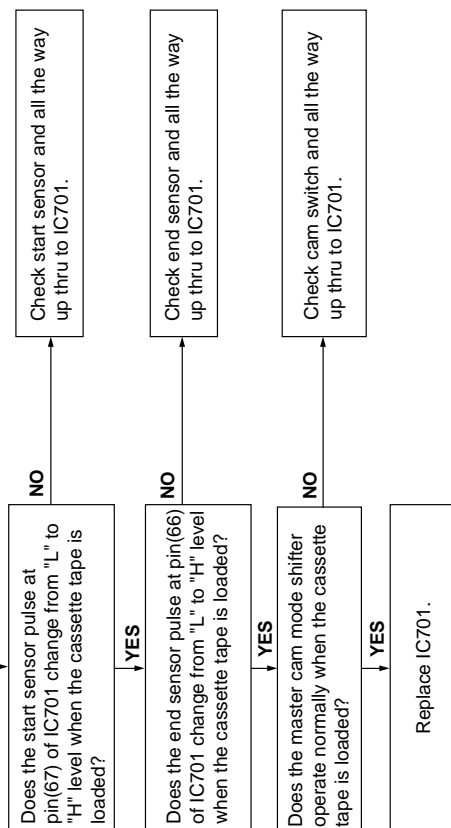 Does the start sensor pulse at
pin(67) of IC701 change from "L" to
"H" level when the cassette tape is
loaded?
NO
Check start sensor and all the way
up thru to IC701.
YES
Does the end sensor pulse at pin(66)
of IC701 change from "L" to "H" level
when the cassette tape is loaded?
NO
Check end sensor and all the way
up thru to IC701.
YES
Does the master cam mode shifter
operate normally when the cassette
tape is loaded?
NO
Check cam switch and all the way
up thru to IC701.
YES
Replace IC701.